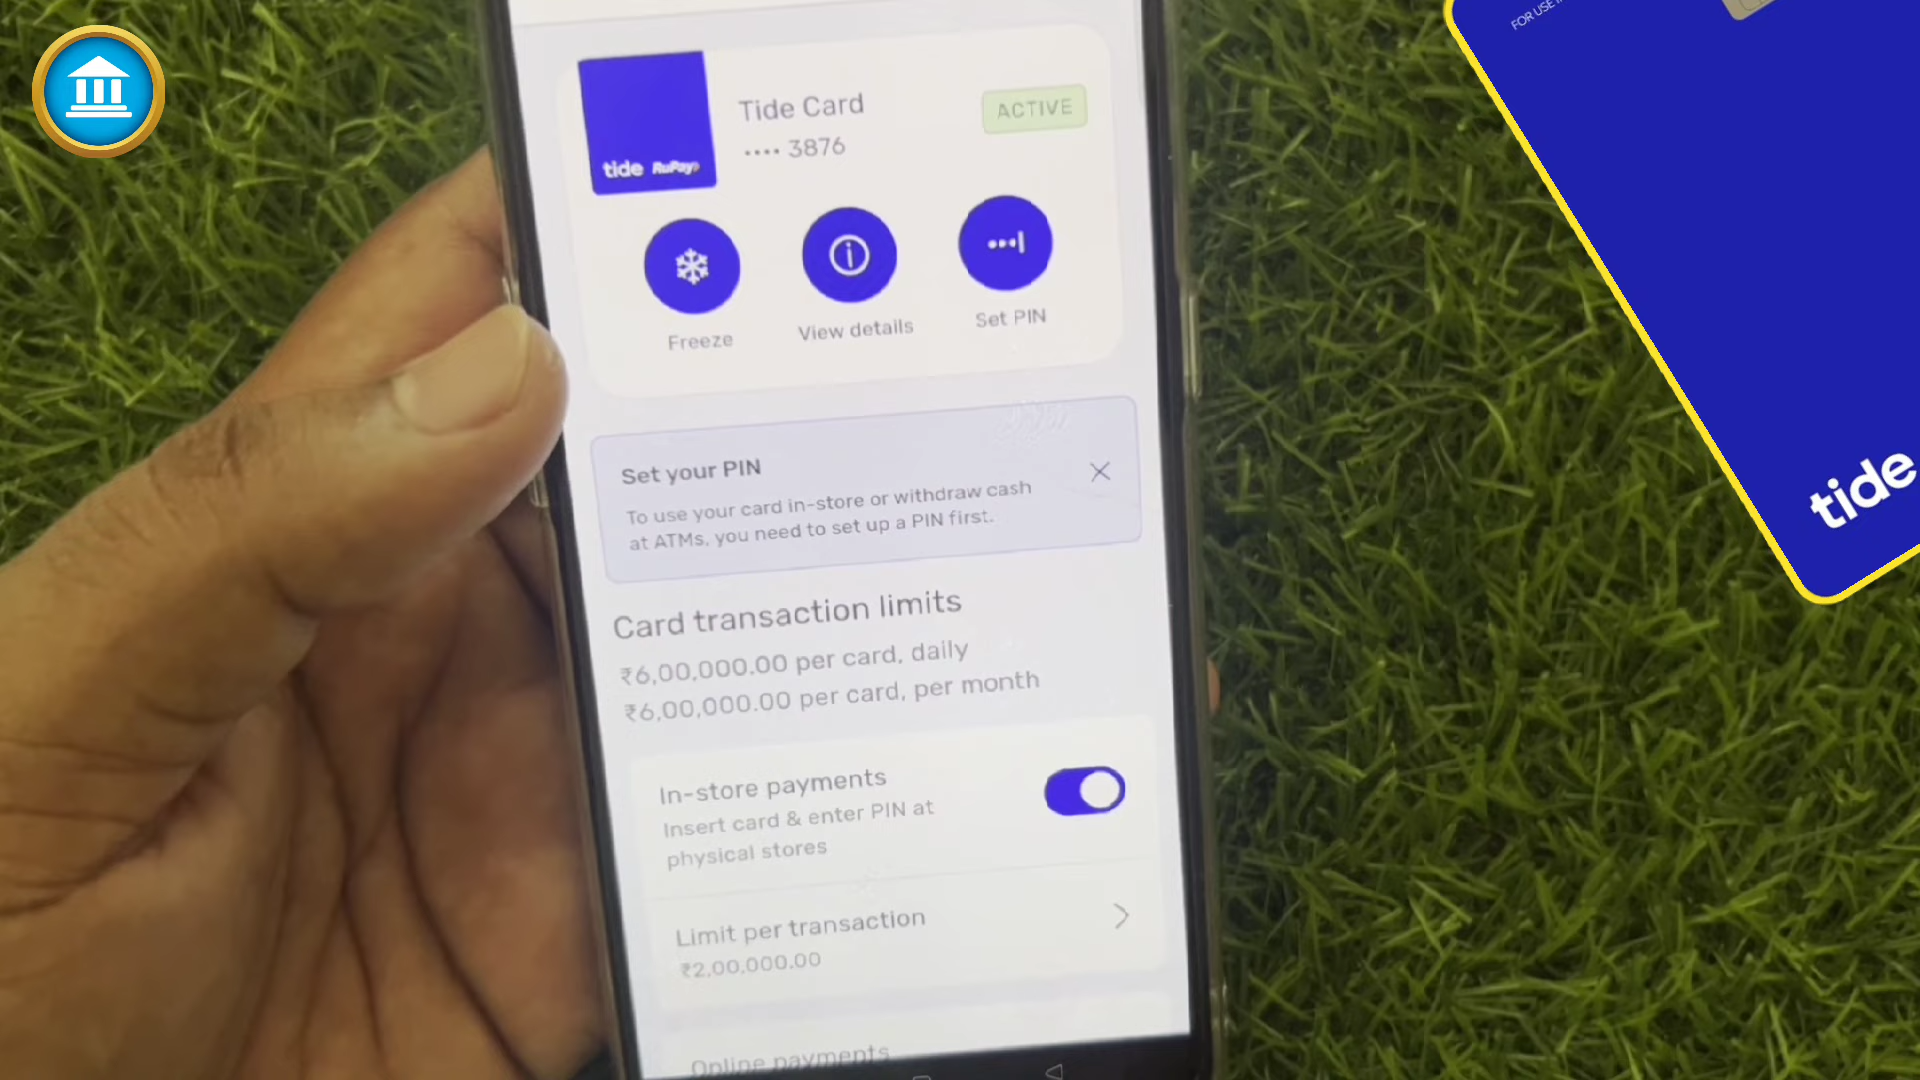 Tide Card
ACTIVE
•••• 3876
tide RuPay
Freeze
View details
Set PIN
Set your PIN
To use your card in-store or withdraw cash
at ATMs, you need to set up a PIN first.
Card transaction limits
₹6,00,000.00 per card, daily
₹6,00,000.00 per card, per month
In-store payments
Insert card & enter PIN at
physical stores
Limit per transaction
₹2,00,000.00
Online payments
FOR USE
tide